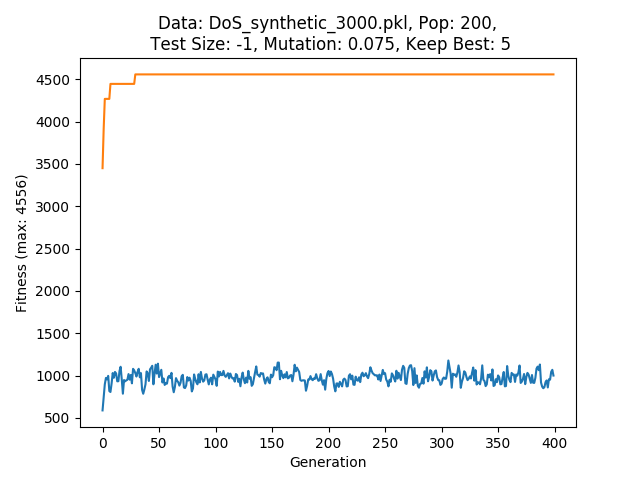 Data: DoS_synthetic_3000.pkl, Pop: 200,
Test Size: -1, Mutation: 0.075, Keep Best: 5
4500
4000
3500
3000
2500
2000
1500
1000
500
Fitness (max: 4556)
0 50 100 150 200 250 300 350 400
Generation